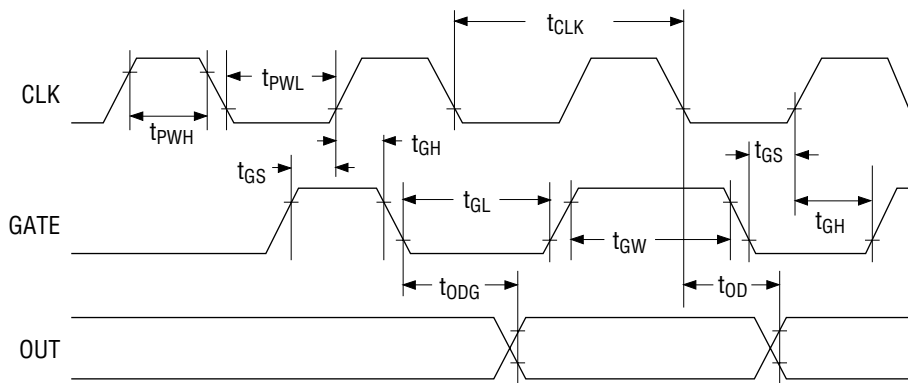 tCLK
CLK
tPWL
tPWH
tGH
tGS
tGS
GATE
tGL
tGW
tGH
tODG
tOD
OUT